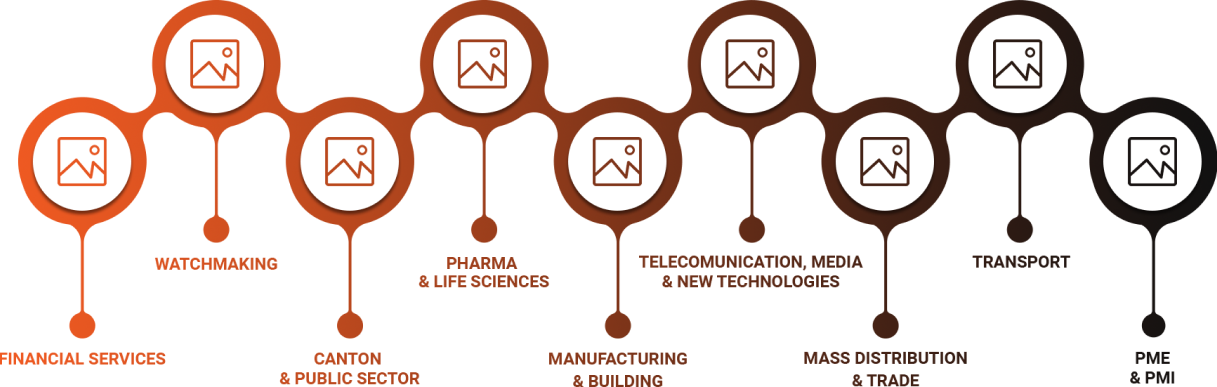 FINANCIAL SERVICES
WATCHMAKING
CANTON
& PUBLIC SECTOR
PHARMA
& LIFE SCIENCES
MANUFACTURING
& BUILDING
TELECOMUNICATION, MEDIA
& NEW TECHNOLOGIES
MASS DISTRIBUTION
& TRADE
TRANSPORT
PME
& PMI